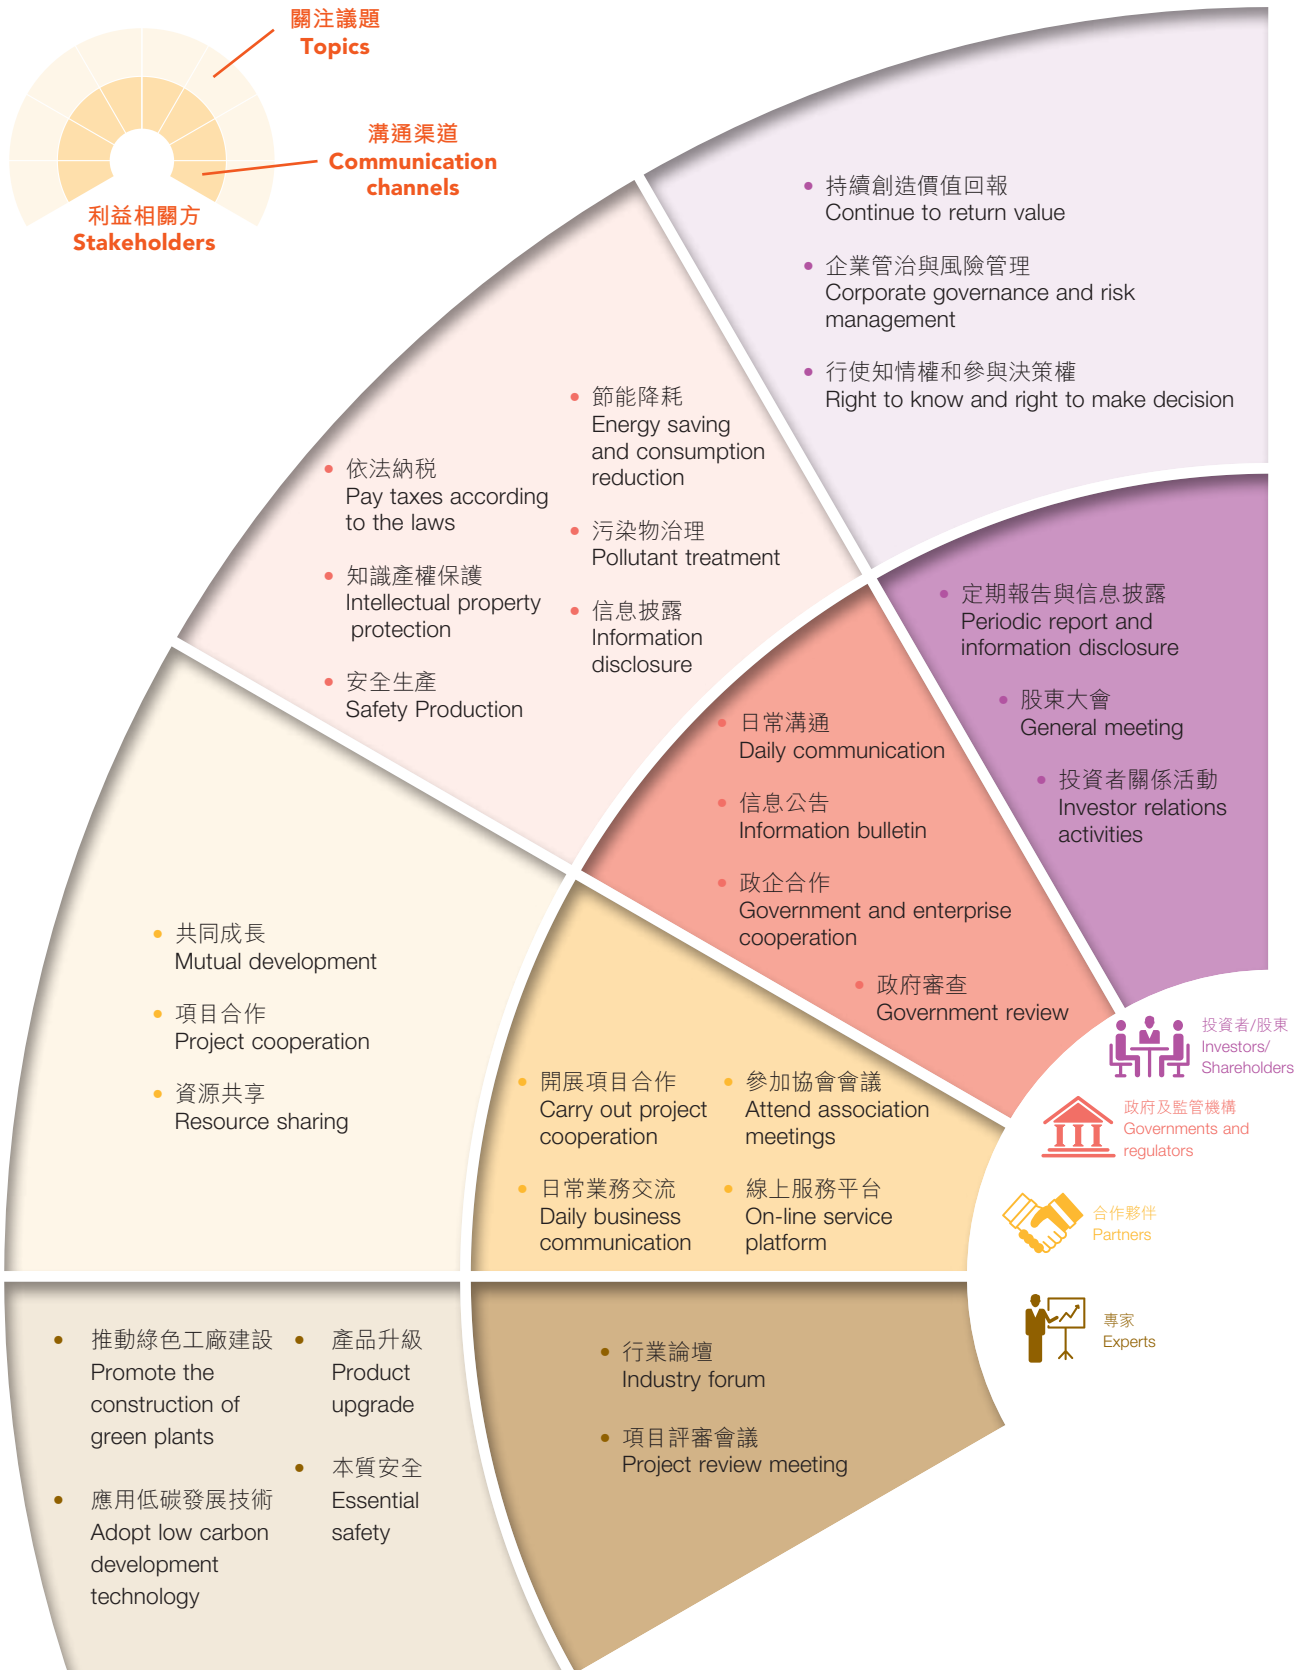 關注議題
Topics
溝通渠道
Communication
channels
利益相關方
Stakeholders
持續創造價值回報
Continue to return value
企業管治與風險管理
Corporate governance and risk
management
行使知情權和參與決策權
Right to know and right to make decision
定期報告與信息披露
Periodic report and
information disclosure
股東大會
General meeting
投資者關係活動
Investor relations
activities
投資者/股東
Investors/
Shareholders
依法納税
Pay taxes according
to the laws
知識產權保護
Intellectual property
protection
安全生產
Safety Production
節能降耗
Energy saving
and consumption
reduction
污染物治理
Pollutant treatment
信息披露
Information
disclosure
日常溝通
Daily communication
信息公告
Information bulletin
政企合作
Government and enterprise
cooperation
政府審查
Government review
政府及監管機構
Governments and
regulators
共同成長
Mutual development
項目合作
Project cooperation
資源共享
Resource sharing
開展項目合作
Carry out project
cooperation
日常業務交流
Daily business
communication
參加協會會議
Attend association
meetings
線上服務平台
On-line service
platform
合作夥伴
Partners
推動綠色工廠建設
Promote the
construction of
green plants
應用低碳發展技術
Adopt low carbon
development
technology
產品升級
Product
upgrade
本質安全
Essential
safety
行業論壇
Industry forum
項目評審會議
Project review meeting
專家
Experts